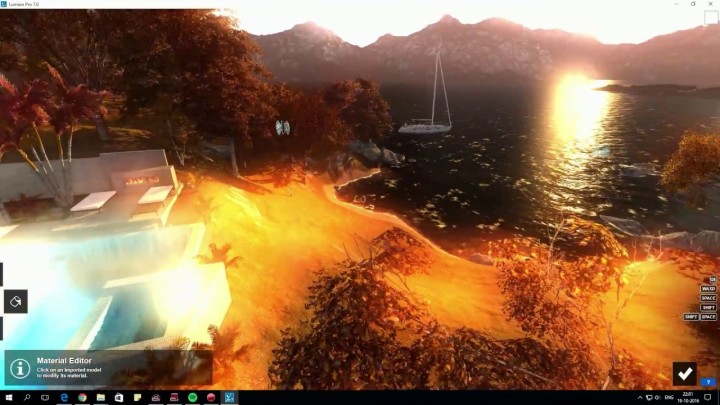 Lumion Pro 7.0
WASD
SPACE
SHIFT
SHIFT SPACE
Material Editor
Click on an imported model
to modify its material.
ENG
22:01
19-10-2016